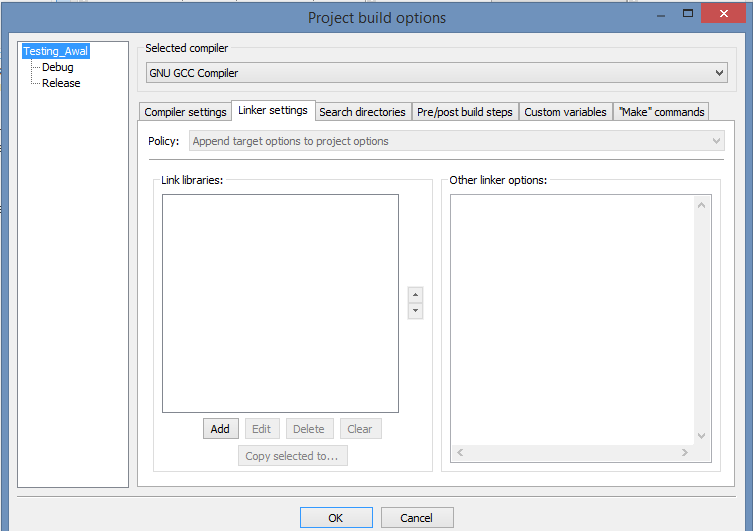 Project build options
Testing_Awal
Debug
Release
Selected compiler
GNU GCC Compiler
Compiler settings Linker settings Search directories Pre/post build steps Custom variables "Make" commands
Policy: Append target options to project options
Link libraries: Other linker options:
Add Edit Delete Clear
Copy selected to...
OK Cancel